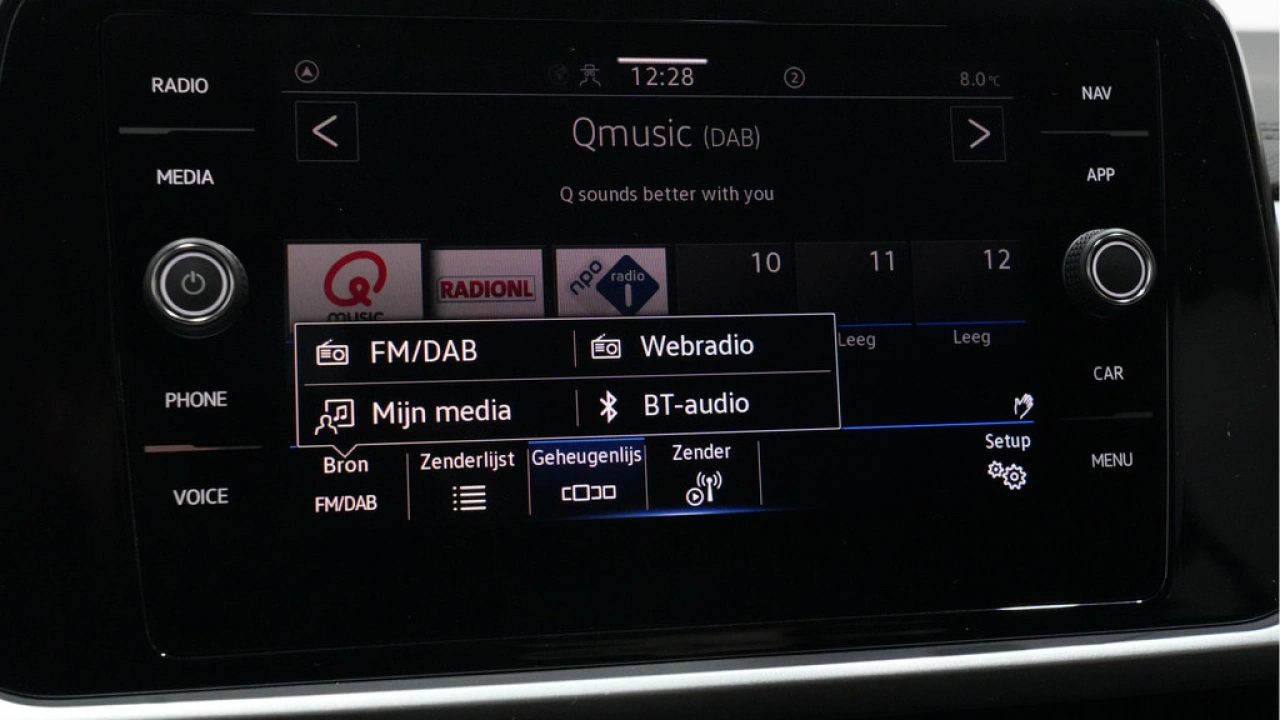 RADIO
MEDIA
PHONE
VOICE
12:28
2
8.0°C
Qmusic (DAB)
Q sounds better with you
music
RADIONL
npo radio 1
10
11
12
Leeg
Leeg
FM/DAB
Webradio
Mijn media
BT-audio
Bron
FM/DAB
Zenderlijst
Geheugenlijs
Zender
Setup
NAV
APP
CAR
MENU